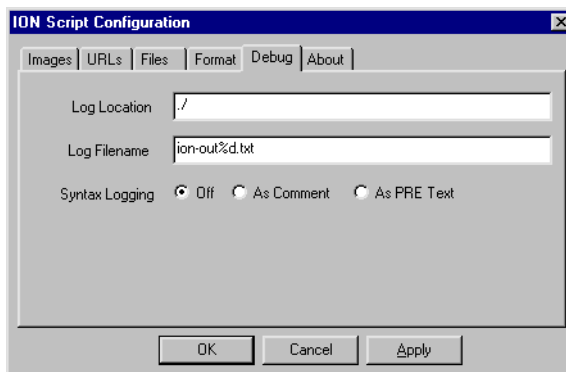 ION Script Configuration
Images URLs Files Format Debug About
Log Location ./
Log Filename ion-out%d.txt
Syntax Logging Off As Comment As PRE Text
OK Cancel Apply